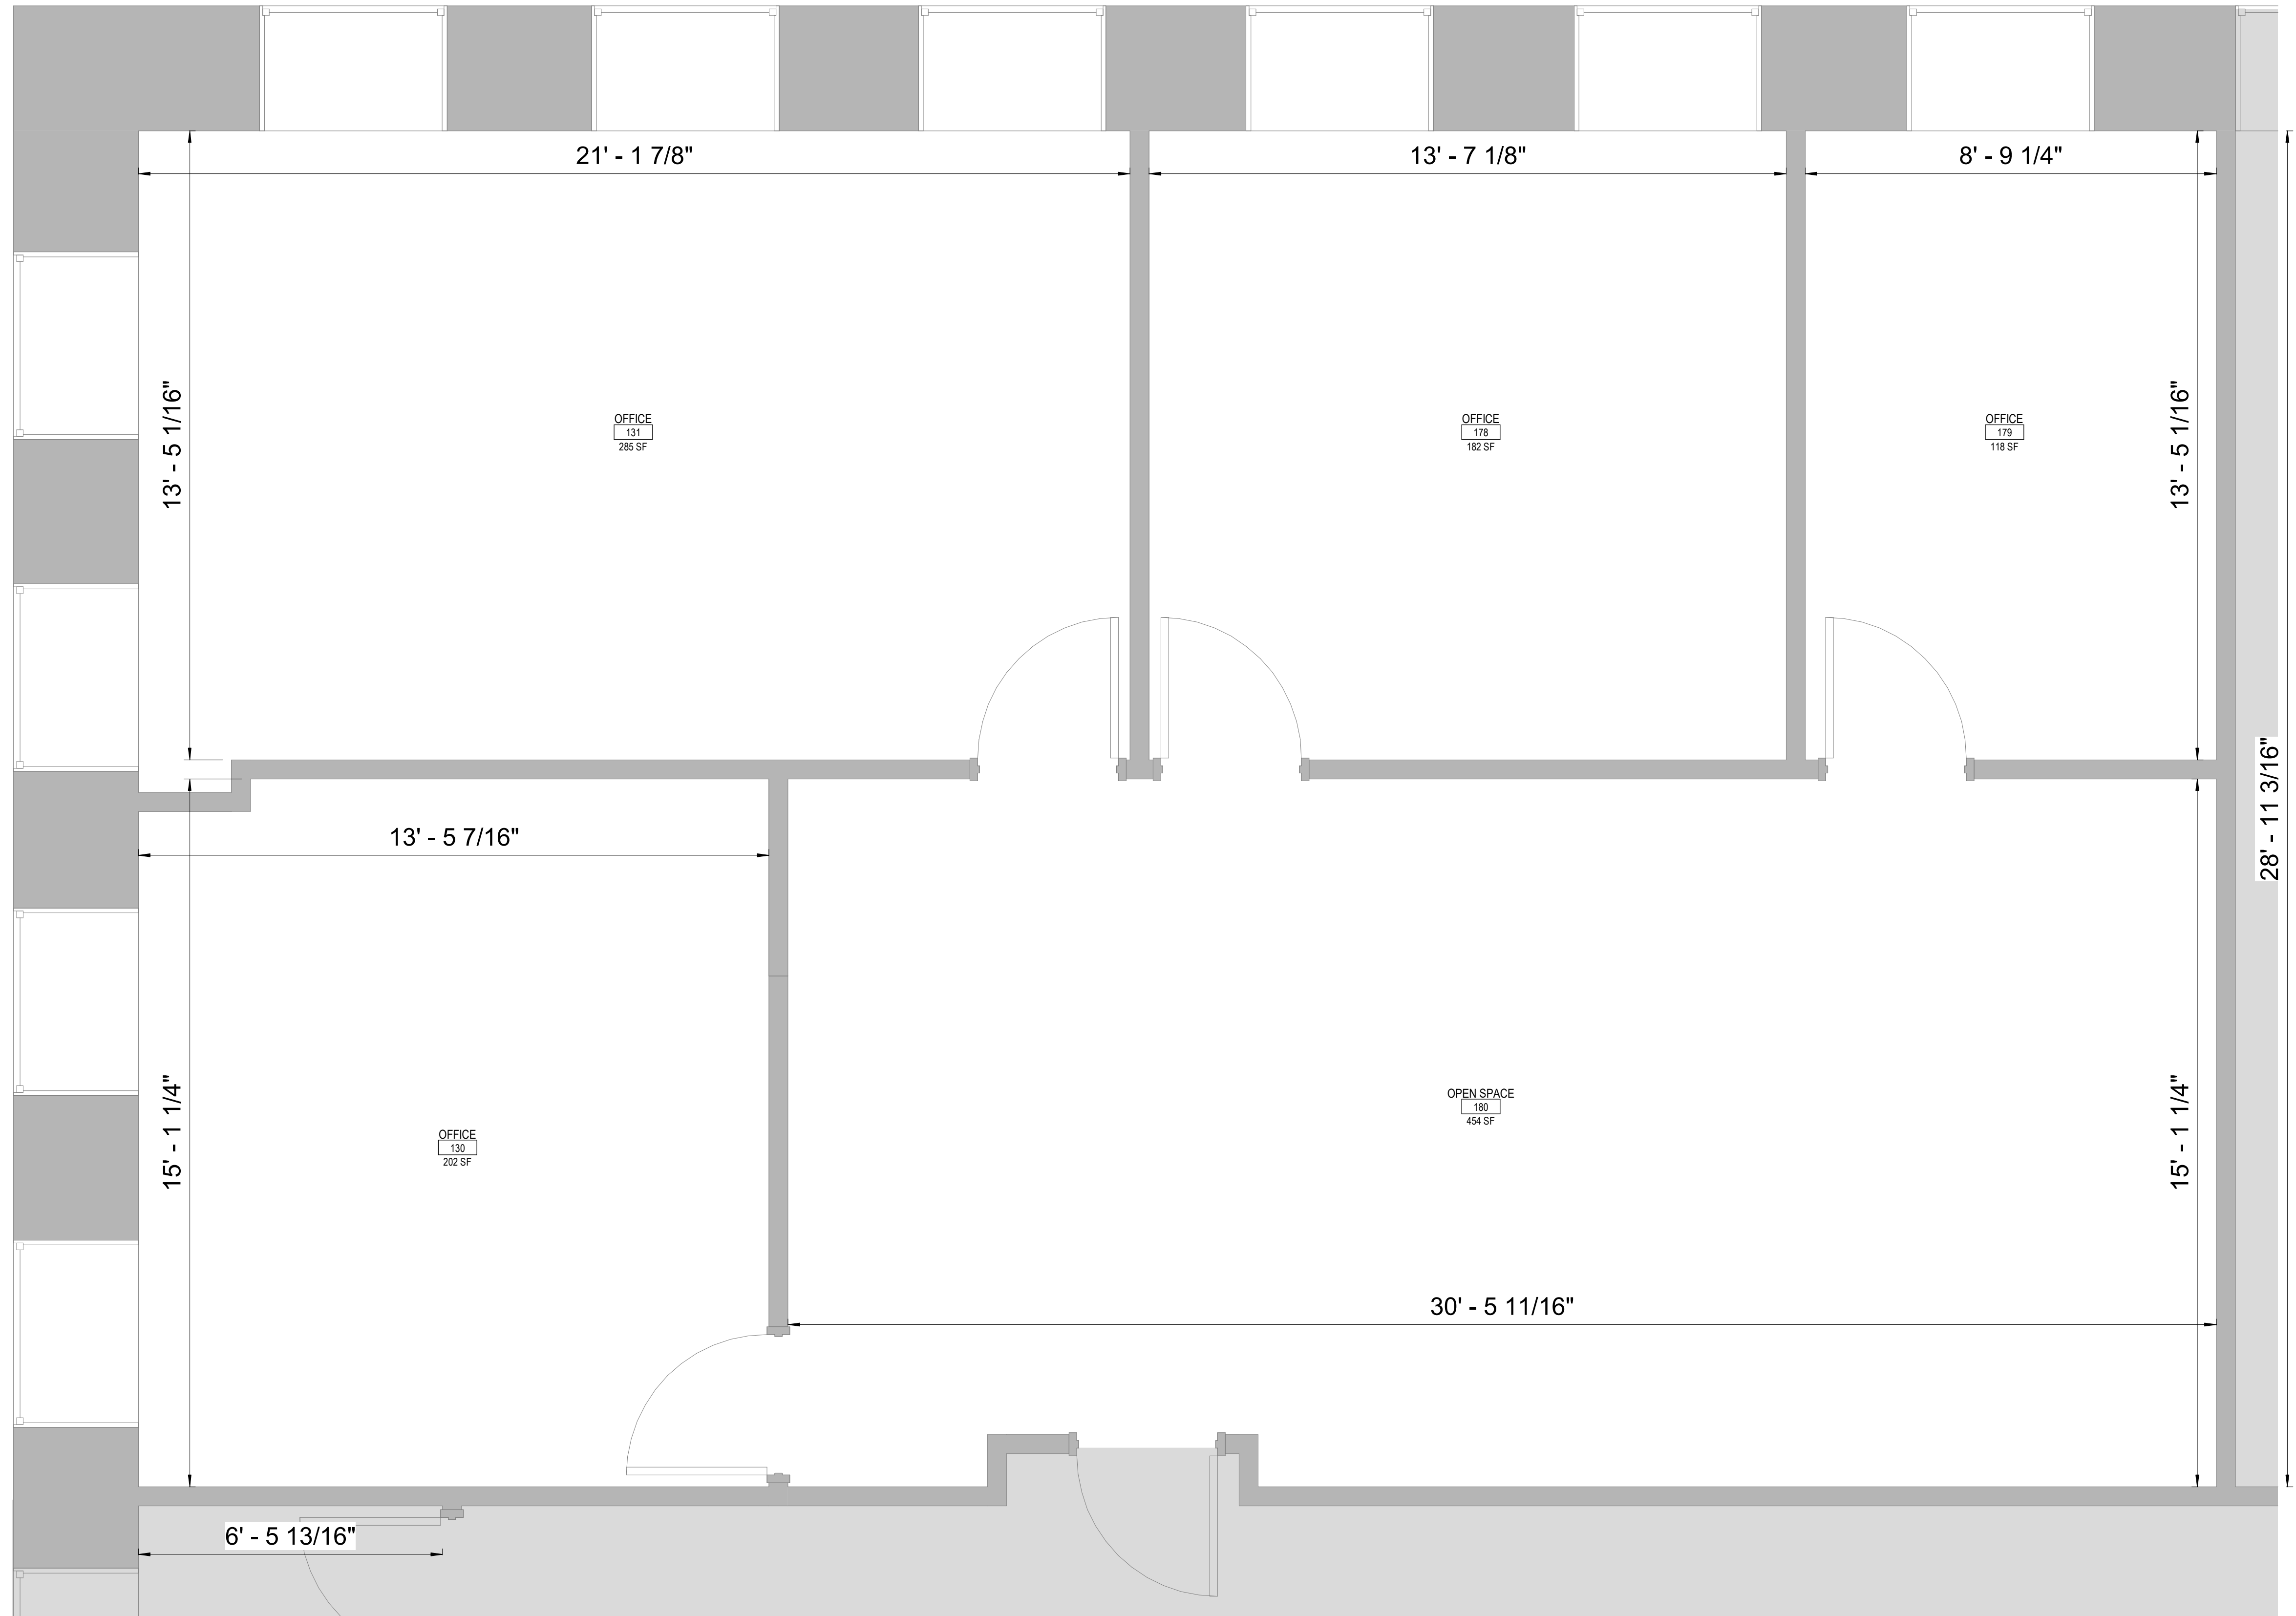 21' - 1 7/8"
13' - 7 1/8"
8' - 9 1/4"
13' - 5 1/16"
OFFICE
131
285 SF
OFFICE
178
182 SF
OFFICE
179
118 SF
13' - 5 1/16"
28' - 11 3/16"
13' - 5 7/16"
15' - 1 1/4"
OFFICE
130
202 SF
OPEN SPACE
180
454 SF
15' - 1 1/4"
30' - 5 11/16"
6' - 5 13/16"